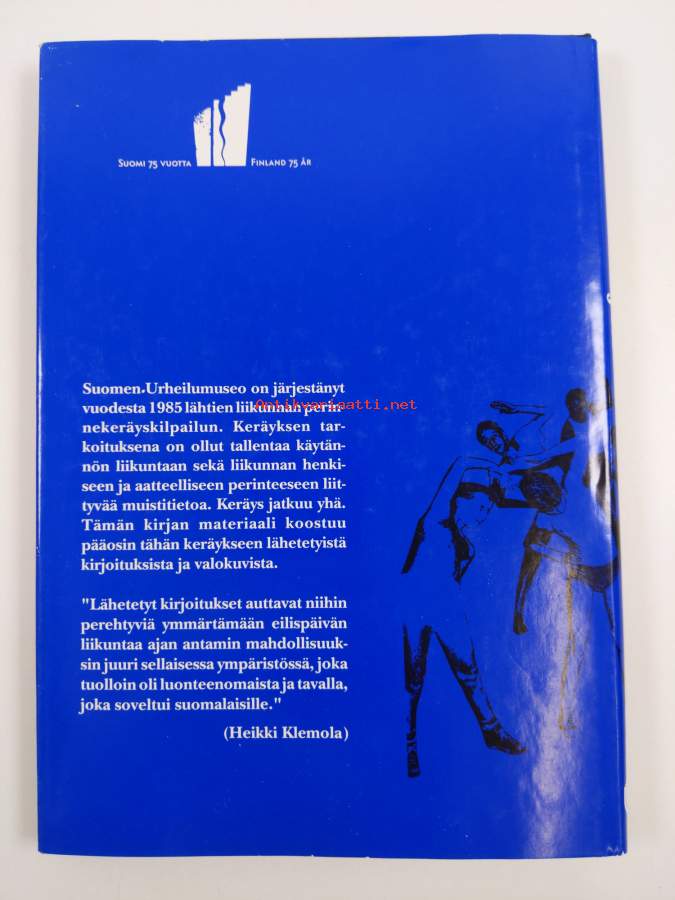 SUOMI 75 VUOTTA FINLAND 75 ÅR
Suomen Urheilumuseo on järjestänyt
vuodesta 1985 lähtien liikunnan perin-
Antikvariaatti.net
nekeräyskilpailun. Keräyksen tar-
koituksena on ollut tallentaa käytän-
nön liikuntaan sekä liikunnan henki-
seen ja aatteelliseen perinteeseen liit-
tyvää muistitietoa. Keräys jatkuu yhä.
Tämän kirjan materiaali koostuu
pääosin tähän keräykseen lähetetyistä
kirjoituksista ja valokuvista.
"Lähetetyt kirjoitukset auttavat niihin
perehtyviä ymmärtämään eilispäivän
liikuntaa ajan antamin mahdollisuuk-
sin juuri sellaisessa ympäristössä, joka
tuolloin oli luonteenomaista ja tavalla,
joka soveltui suomalaisille."
(Heikki Klemola)